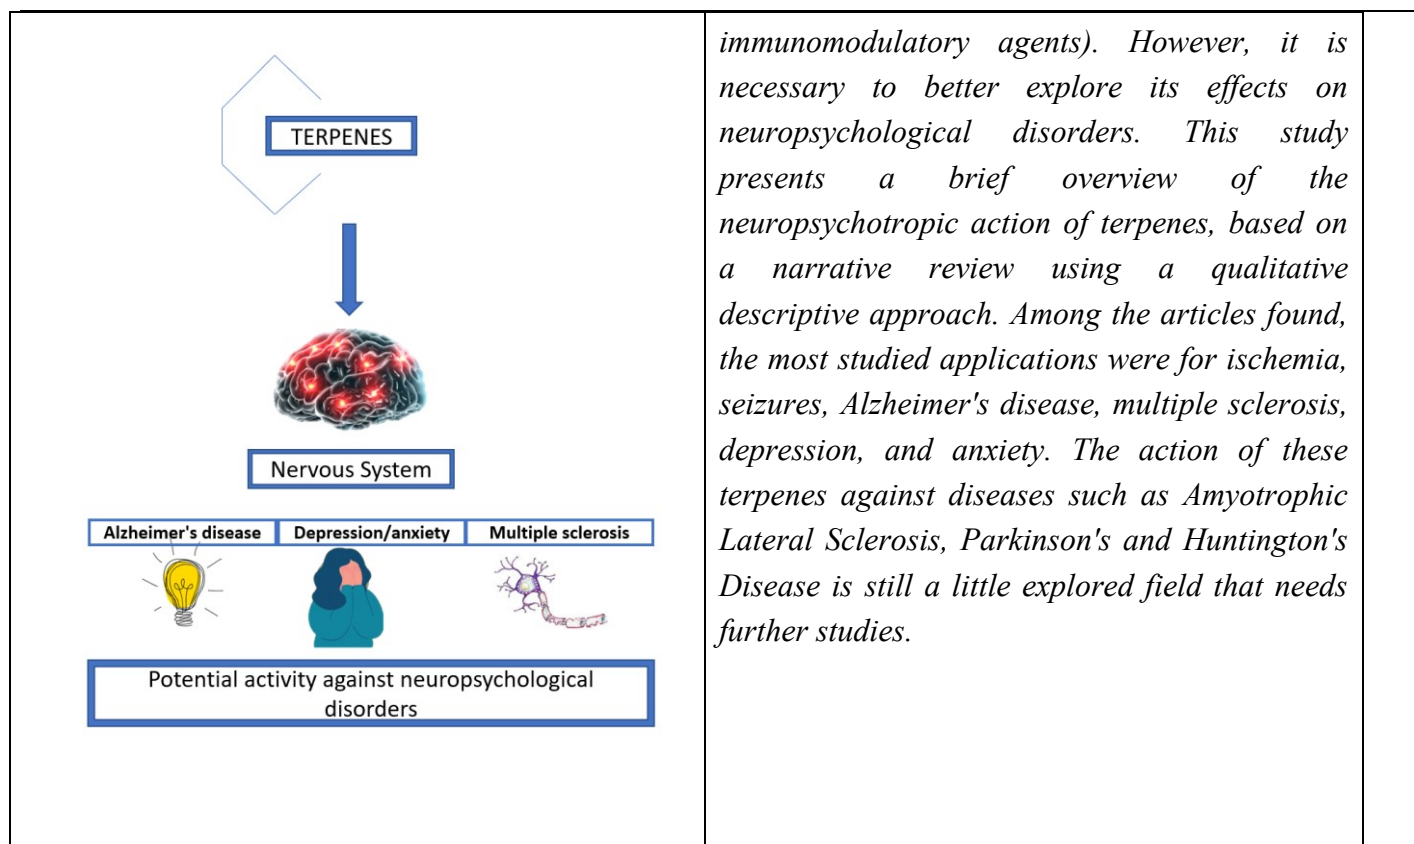 TERPENES
Nervous System
Alzheimer's disease
Depression/anxiety
Multiple sclerosis
Potential activity against neuropsychological
disorders
immunomodulatory agents). However, it is
necessary to better explore its effects on
neuropsychological disorders. This study
presents a brief overview of the
neuropsychotropic action of terpenes, based on
a narrative review using a qualitative
descriptive approach. Among the articles found,
the most studied applications were for ischemia,
seizures, Alzheimer's disease, multiple sclerosis,
depression, and anxiety. The action of these
terpenes against diseases such as Amyotrophic
Lateral Sclerosis, Parkinson's and Huntington's
Disease is still a little explored field that needs
further studies.